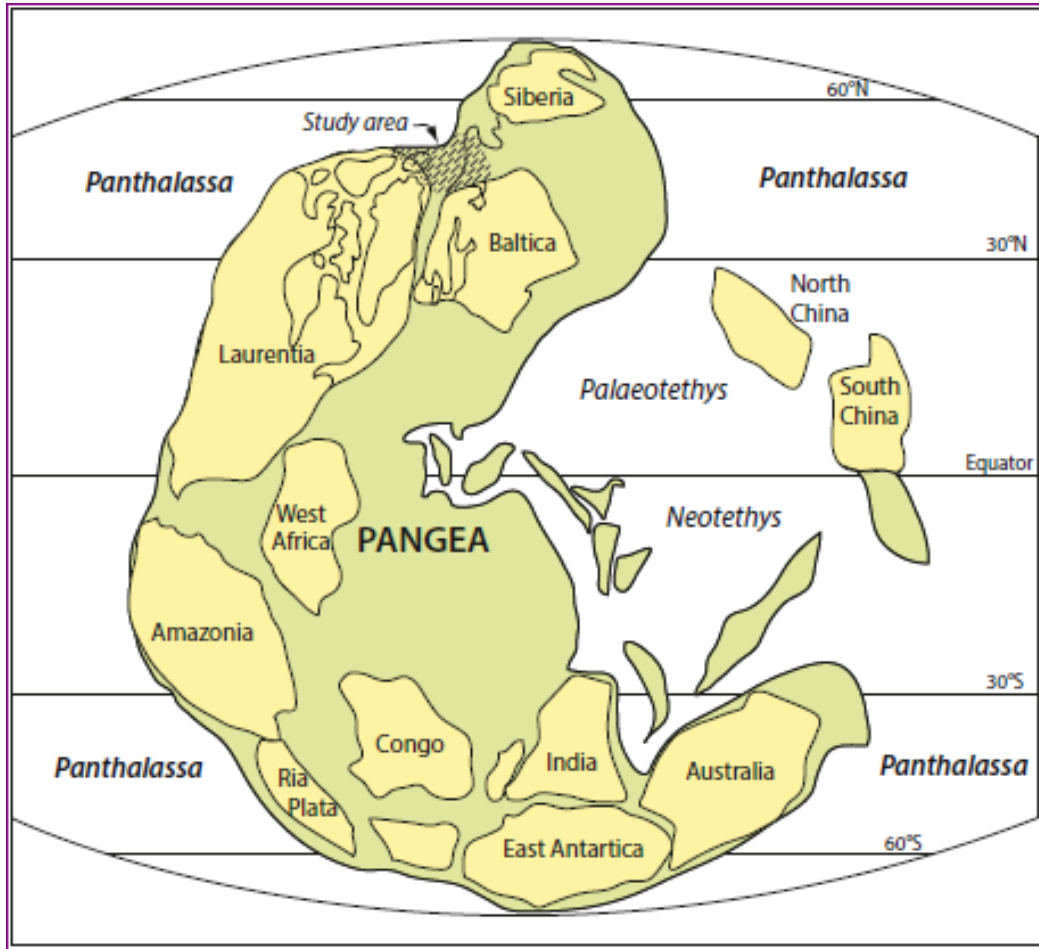 60°N
Siberia
Study area
Panthalassa
Panthalassa
Baltica
30°N
North
China
Laurentia
Palaeotethys
South
China
Equator
West
Africa
PANGEA
Neotethys
Amazonia
30°S
Congo
India
Australia
Panthalassa
Panthalassa
Ria
Plata
East Antartica
60°S